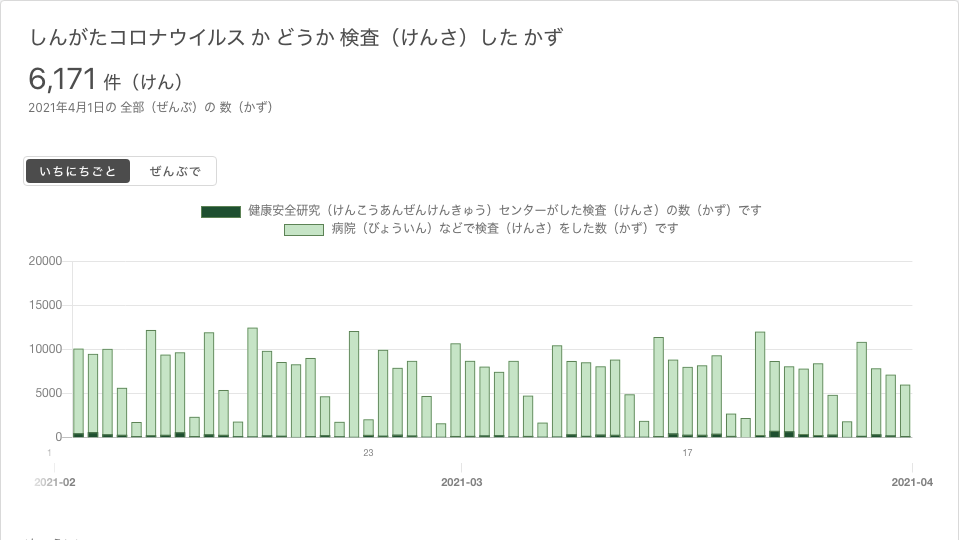 しんがたコロナウイルス か どうか 検査（けんさ）した かず
6,171 件（けん）
2021年4月1日の 全部（ぜんぶ）の 数（かず）
いちにちごと ぜんぶで
健康安全研究（けんこうあんぜんけんきゅう）センターがした検査（けんさ）の数（かず）です
病院（びょういん）などで検査（けんさ）をした数（かず）です
20000
15000
10000
5000
0
1 23 17
2021-02 2021-03 2021-04